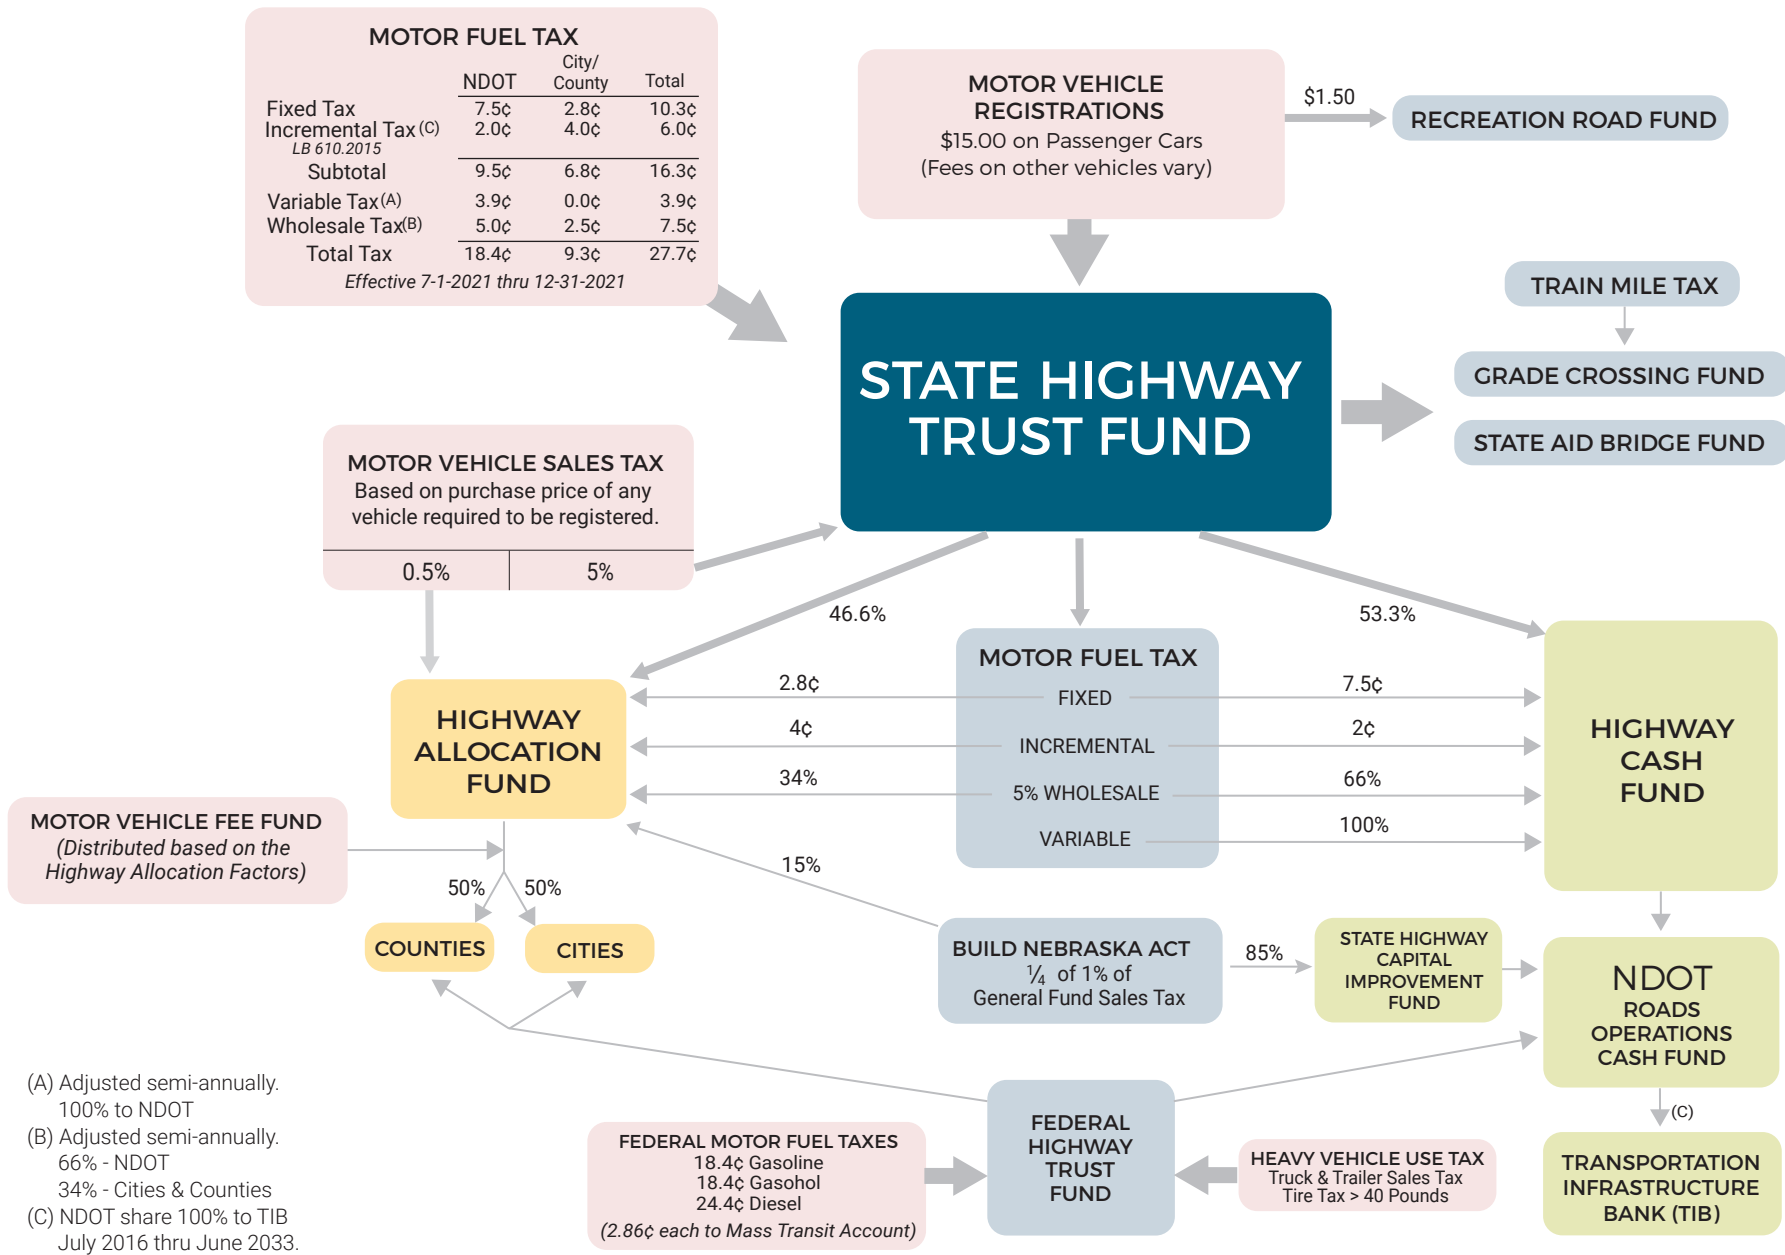 MOTOR FUEL TAX
NDOT City/ County Total
Fixed Tax 7.5¢ 2.8¢ 10.3¢
Incremental Tax (C) 2.0¢ 4.0¢ 6.0¢
LB 610.2015
Subtotal 9.5¢ 6.8¢ 16.3¢
Variable Tax(A) 3.9¢ 0.0¢ 3.9¢
Wholesale Tax(B) 5.0¢ 2.5¢ 7.5¢
Total Tax 18.4¢ 9.3¢ 27.7¢
Effective 7-1-2021 thru 12-31-2021
MOTOR VEHICLE
REGISTRATIONS
$15.00 on Passenger Cars
(Fees on other vehicles vary)
$1.50
RECREATION ROAD FUND
TRAIN MILE TAX
GRADE CROSSING FUND
STATE AID BRIDGE FUND
STATE HIGHWAY
TRUST FUND
MOTOR VEHICLE SALES TAX
Based on purchase price of any
vehicle required to be registered.
0.5% 5%
46.6%
53.3%
MOTOR FUEL TAX
2.8¢ FIXED 7.5¢
4¢ INCREMENTAL 2¢
34% 5% WHOLESALE 66%
VARIABLE 100%
HIGHWAY
ALLOCATION
FUND
HIGHWAY
CASH
FUND
MOTOR VEHICLE FEE FUND
(Distributed based on the
Highway Allocation Factors)
50% 50%
COUNTIES
CITIES
15%
BUILD NEBRASKA ACT
1/4 of 1% of
General Fund Sales Tax
85%
STATE HIGHWAY
CAPITAL
IMPROVEMENT
FUND
NDOT
ROADS
OPERATIONS
CASH FUND
(C)
TRANSPORTATION
INFRASTRUCTURE
BANK (TIB)
FEDERAL
HIGHWAY
TRUST
FUND
FEDERAL MOTOR FUEL TAXES
18.4¢ Gasoline
18.4¢ Gasohol
24.4¢ Diesel
(2.86¢ each to Mass Transit Account)
HEAVY VEHICLE USE TAX
Truck & Trailer Sales Tax
Tire Tax > 40 Pounds
(A) Adjusted semi-annually.
100% to NDOT
(B) Adjusted semi-annually.
66% - NDOT
34% - Cities & Counties
(C) NDOT share 100% to TIB
July 2016 thru June 2033.